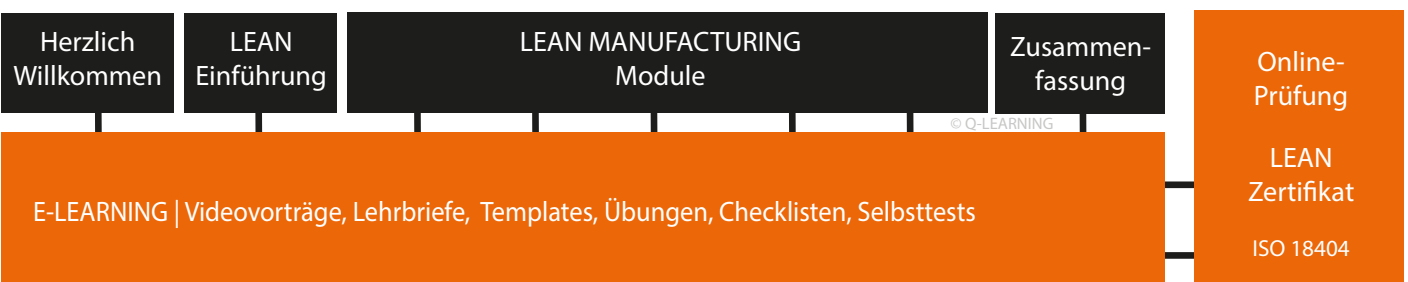 Herzlich
Willkommen
LEAN
Einführung
LEAN MANUFACTURING
Module
Zusammen-
fassung
© Q-LEARNING
E-LEARNING | Videovorträge, Lehrbriefe, Templates, Übungen, Checklisten, Selbsttests
Online-
Prüfung
LEAN
Zertifikat
ISO 18404